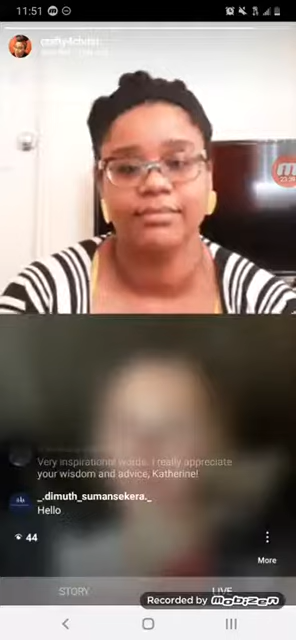 11:51
crafty4christ
Very inspirational words. I really appreciate
your wisdom and advice, Katherine!
_.dimuth_sumansekera._
Hello
44
More
STORY
LIVE
Recorded by Mobizen